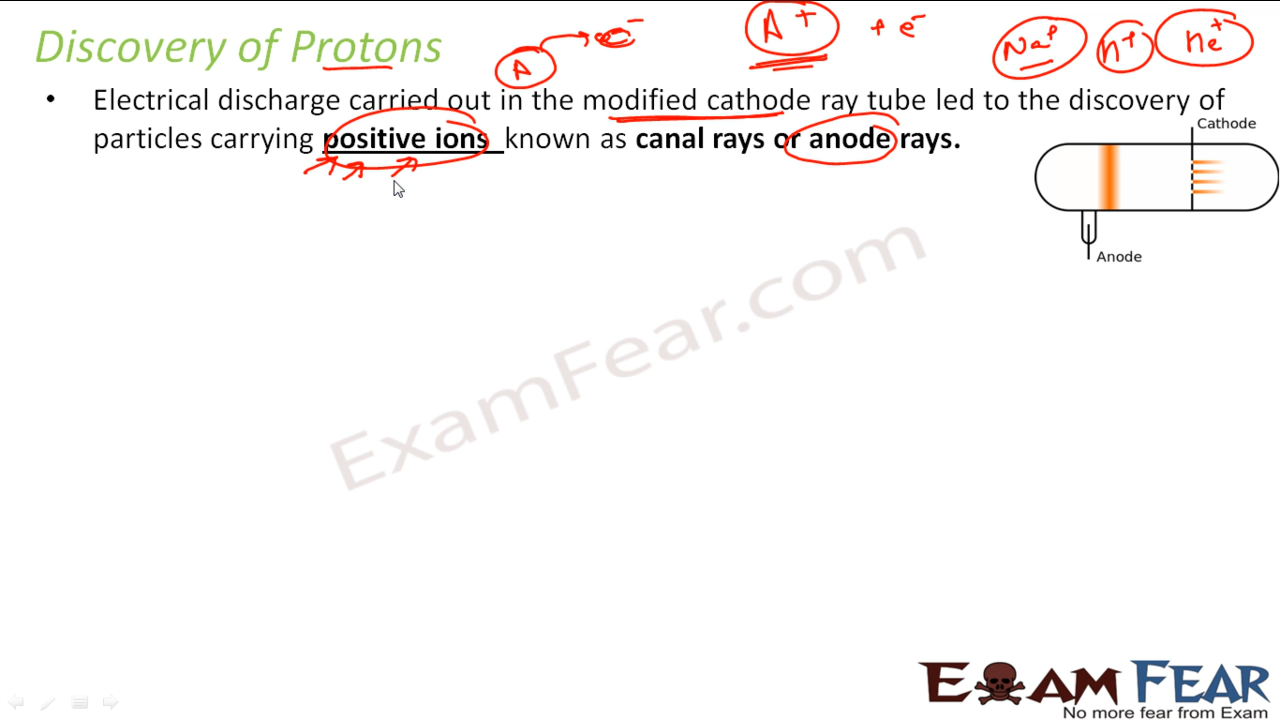 Discovery of Protons
A e⁻ A⁺ + e⁻ Na⁺ H⁺ He⁺
• Electrical discharge carried out in the modified cathode ray tube led to the discovery of
particles carrying positive ions known as canal rays or anode rays.
Cathode
Anode
ExamFear.com
EXAM FEAR
No more fear from Exam